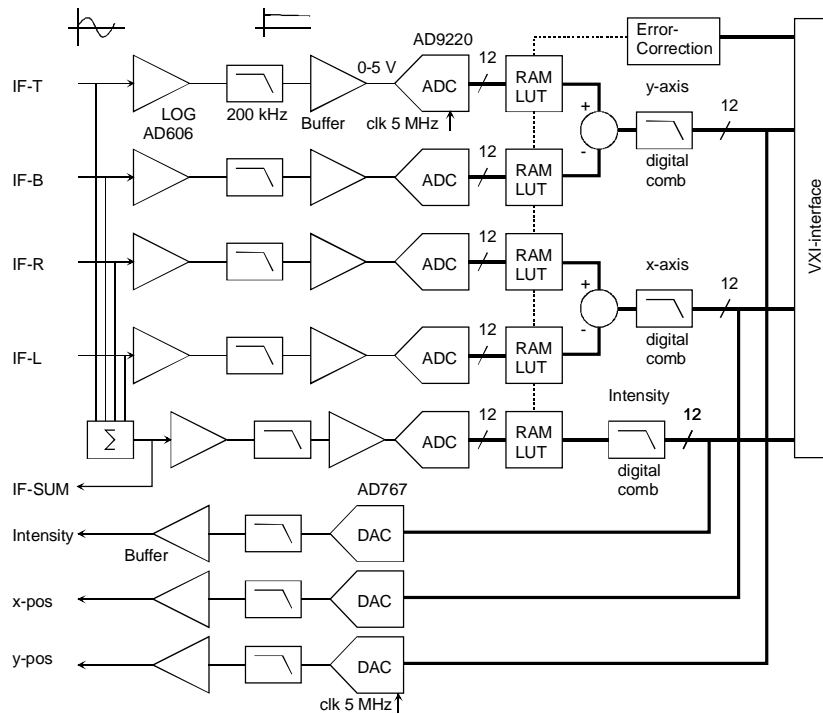 AD9220
Error-
Correction
0-5 V
12
RAM
LUT
y-axis
12
IF-T
ADC
LOG
AD606
200 kHz
Buffer
clk 5 MHz
+
-
digital
comb
12
IF-B
ADC
RAM
LUT
VXI-interface
12
x-axis
12
IF-R
ADC
RAM
LUT
+
-
digital
comb
12
IF-L
ADC
RAM
LUT
Intensity
12
12
Σ
ADC
RAM
LUT
digital
comb
IF-SUM
AD767
Intensity
Buffer
DAC
x-pos
DAC
y-pos
DAC
clk 5 MHz